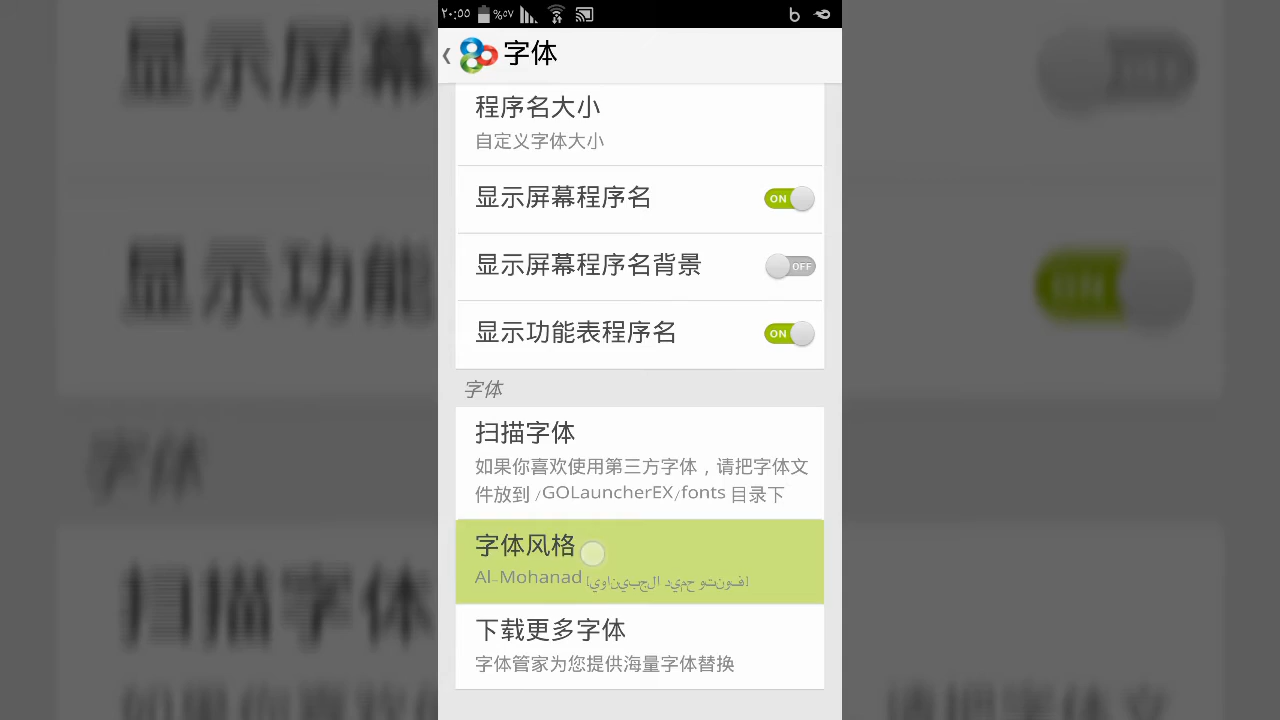 ٢٠:٥٥ %٥٧
字体
程序名大小
自定义字体大小
显示屏幕程序名
ON
显示屏幕程序名背景
OFF
显示功能表程序名
ON
字体
扫描字体
如果你喜欢使用第三方字体，请把字体文
件放到 /GOLauncherEX/fonts 目录下
字体风格
Al-Mohanad
下载更多字体
字体管家为您提供海量字体替换